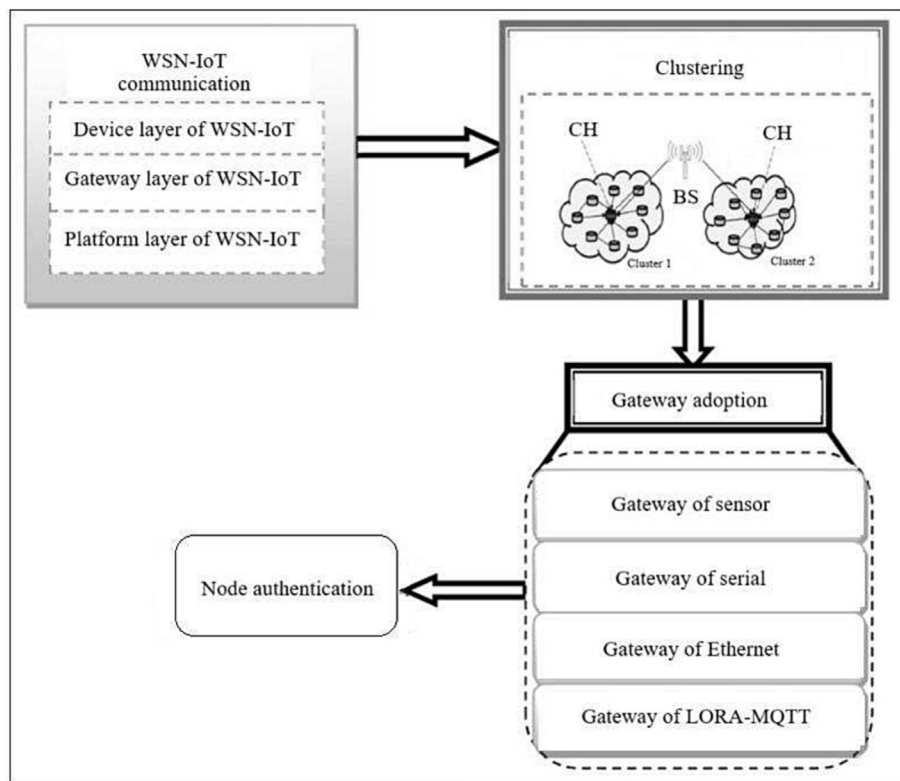 WSN-IoT
communication
Device layer of WSN-IoT
Gateway layer of WSN-IoT
Platform layer of WSN-IoT
Clustering
CH
CH
BS
Cluster 1
Cluster 2
Gateway adoption
Gateway of sensor
Gateway of serial
Gateway of Ethernet
Gateway of LORA-MQTT
Node authentication